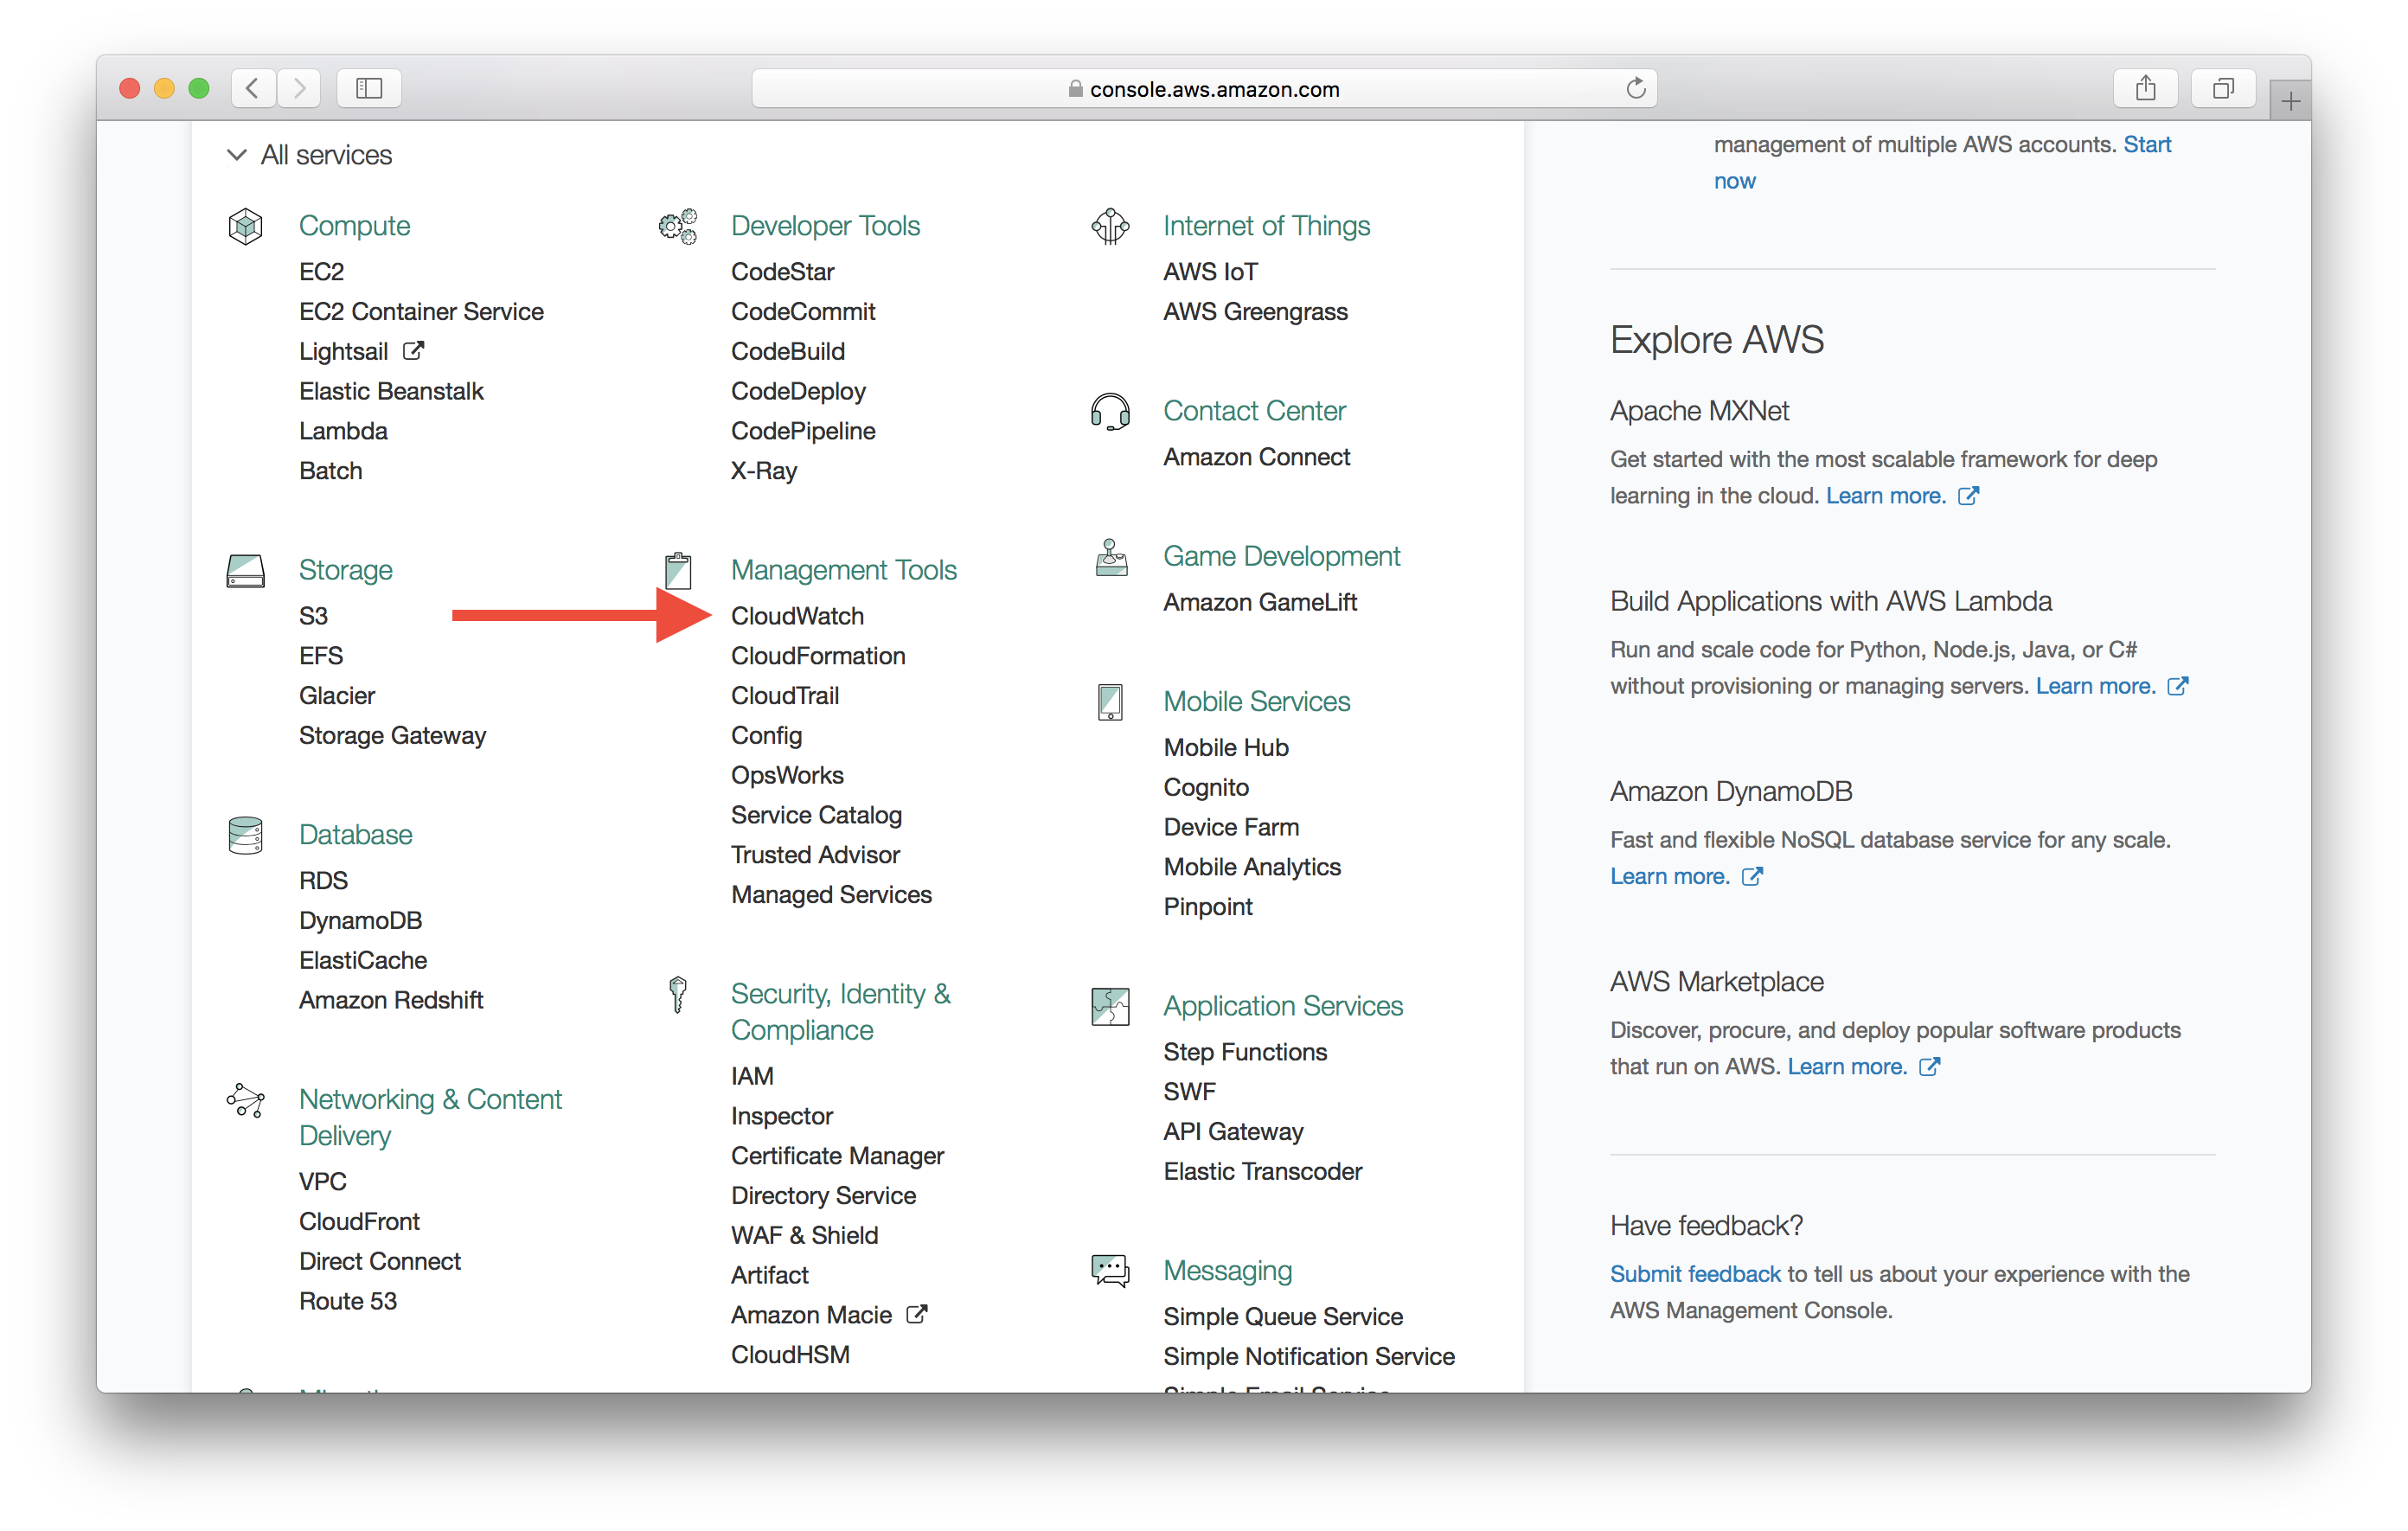 console.aws.amazon.com
All services
Compute
EC2
EC2 Container Service
Lightsail
Elastic Beanstalk
Lambda
Batch
Storage
S3
EFS
Glacier
Storage Gateway
Database
RDS
DynamoDB
ElastiCache
Amazon Redshift
Networking & Content
Delivery
VPC
CloudFront
Direct Connect
Route 53
Developer Tools
CodeStar
CodeCommit
CodeBuild
CodeDeploy
CodePipeline
X-Ray
Management Tools
CloudWatch
CloudFormation
CloudTrail
Config
OpsWorks
Service Catalog
Trusted Advisor
Managed Services
Security, Identity &
Compliance
IAM
Inspector
Certificate Manager
Directory Service
WAF & Shield
Artifact
Amazon Macie
CloudHSM
Internet of Things
AWS IoT
AWS Greengrass
Contact Center
Amazon Connect
Game Development
Amazon GameLift
Mobile Services
Mobile Hub
Cognito
Device Farm
Mobile Analytics
Pinpoint
Application Services
Step Functions
SWF
API Gateway
Elastic Transcoder
Messaging
Simple Queue Service
Simple Notification Service
Simple Email Service
management of multiple AWS accounts. Start
now
Explore AWS
Apache MXNet
Get started with the most scalable framework for deep
learning in the cloud. Learn more.
Build Applications with AWS Lambda
Run and scale code for Python, Node.js, Java, or C#
without provisioning or managing servers. Learn more.
Amazon DynamoDB
Fast and flexible NoSQL database service for any scale.
Learn more.
AWS Marketplace
Discover, procure, and deploy popular software products
that run on AWS. Learn more.
Have feedback?
Submit feedback to tell us about your experience with the
AWS Management Console.